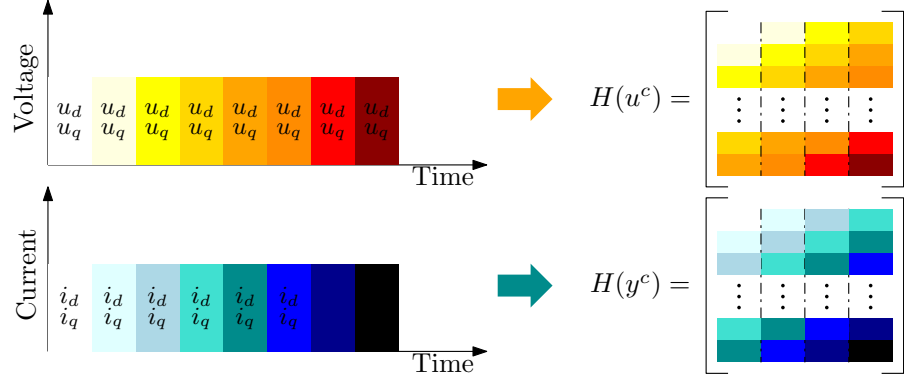 Voltage
u_d u_d u_d u_d u_d u_d u_d u_d
u_q u_q u_q u_q u_q u_q u_q u_q
Time
H(u^c) =
Current
i_d i_d i_d i_d i_d i_d
i_q i_q i_q i_q i_q i_q
Time
H(y^c) =